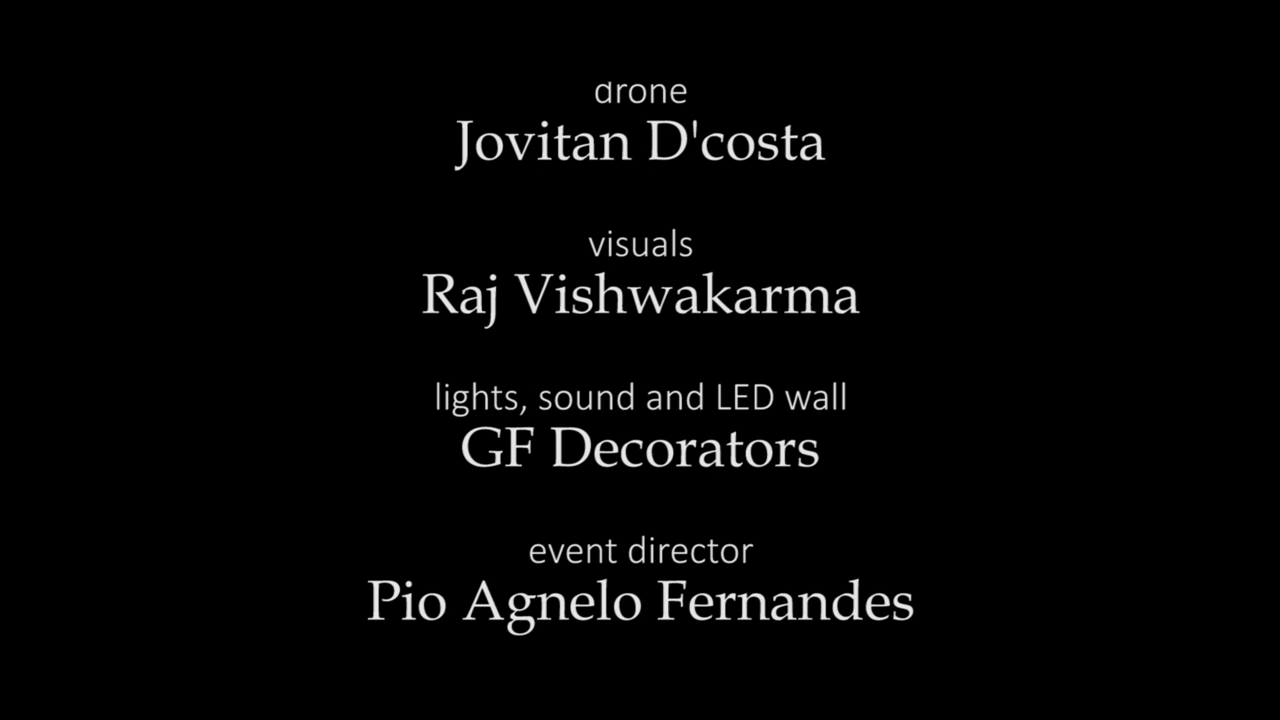 drone
Jovitan D'costa
visuals
Raj Vishwakarma
lights, sound and LED wall
GF Decorators
event director
Pio Agnelo Fernandes